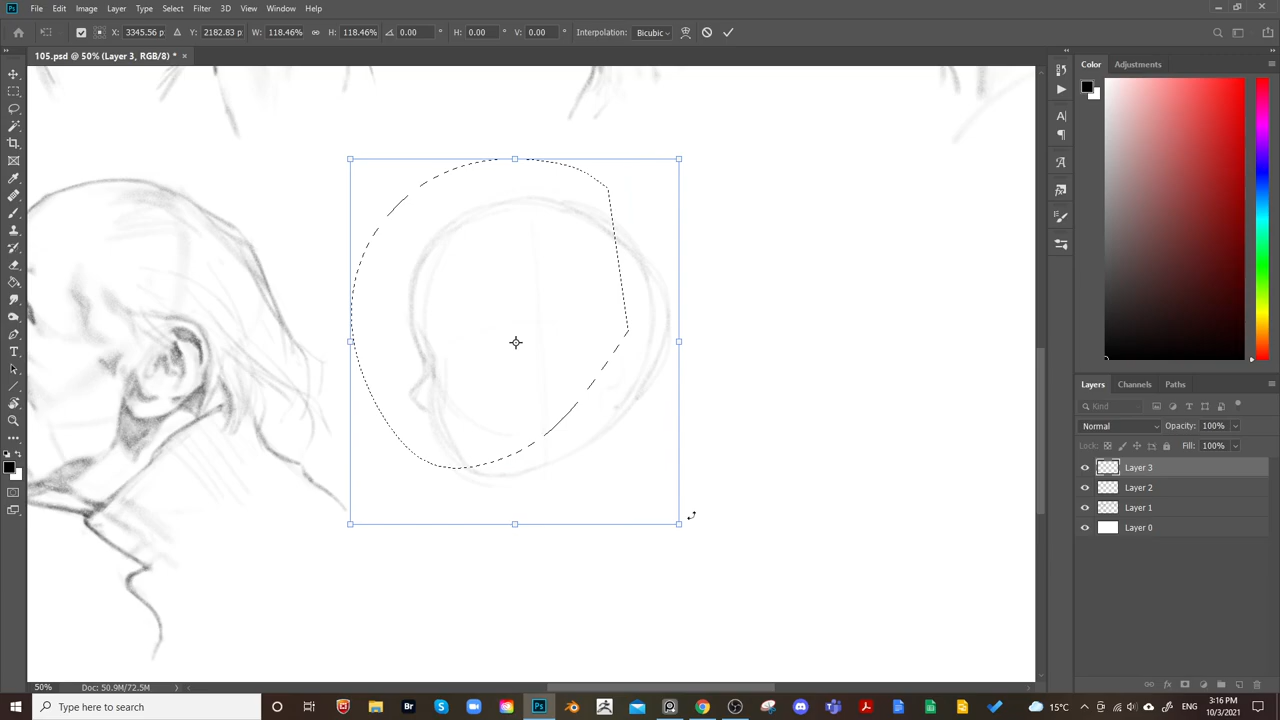 Ps File Edit Image Layer Type Select Filter 3D View Window Help
X: 3345.56 p Y: 2182.83 p W: 118.46% H: 118.46% 0.00 ° H: 0.00 ° V: 0.00 ° Interpolation: Bicubic
105.psd @ 50% (Layer 3, RGB/8) * ×
Color Adjustments
Layers Channels Paths
Kind
Normal Opacity: 100%
Lock: Fill: 100%
Layer 3
Layer 2
Layer 1
Layer 0
50% Doc: 50.9M/72.5M
Type here to search
Br
Ps
15°C
ENG
3:16 PM
10/3/2021